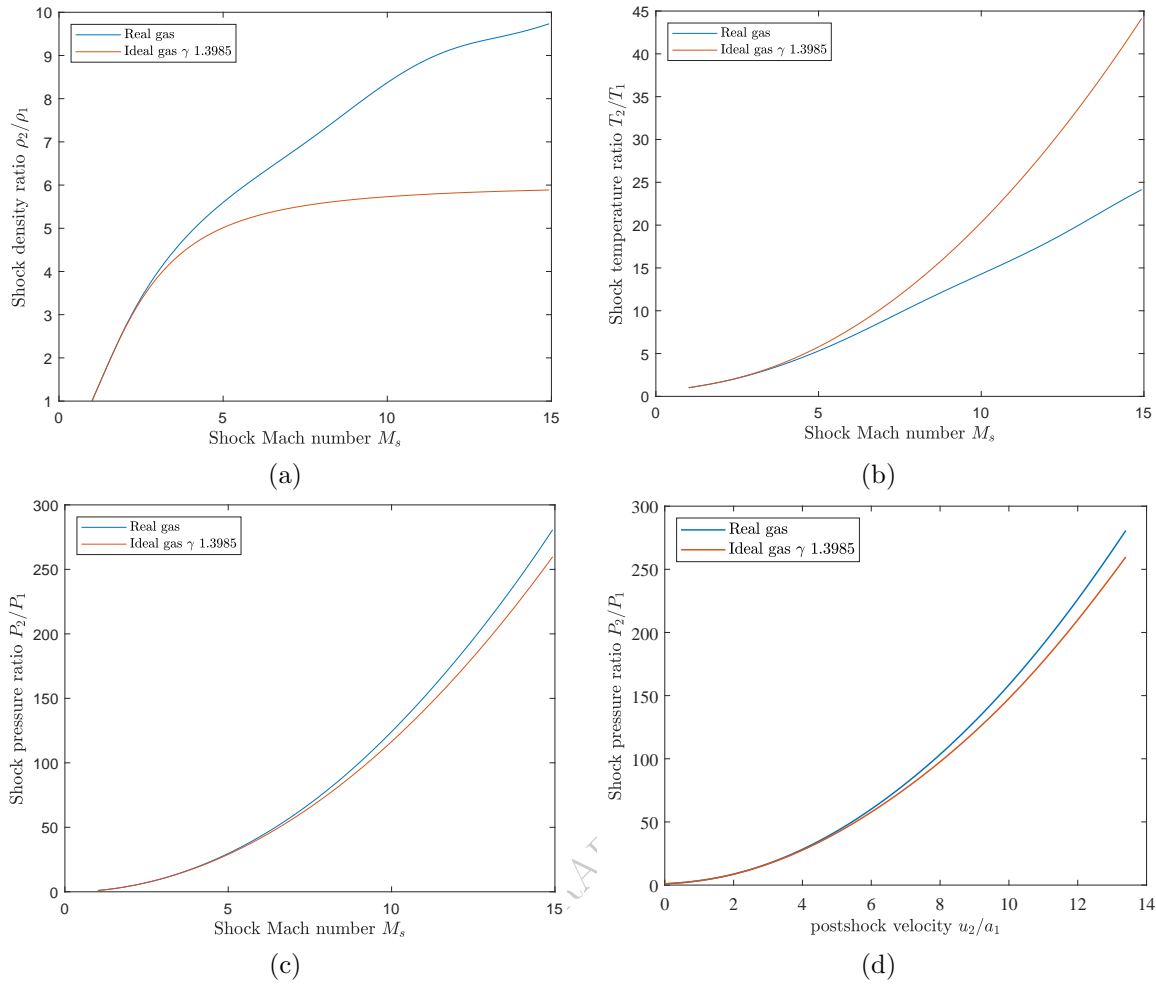 10
9
8
7
6
5
4
3
2
1
0
5
10
15
Shock density ratio ρ₂/ρ₁
Real gas
Ideal gas γ 1.3985
Shock Mach number Mₛ
(a)
45
40
35
30
25
20
15
10
5
0
0
5
10
15
Shock temperature ratio T₂/T₁
Real gas
Ideal gas γ 1.3985
Shock Mach number Mₛ
(b)
300
250
200
150
100
50
0
0
5
10
15
Shock pressure ratio P₂/P₁
Real gas
Ideal gas γ 1.3985
Shock Mach number Mₛ
(c)
300
250
200
150
100
50
0
0
2
4
6
8
10
12
14
Shock pressure ratio P₂/P₁
Real gas
Ideal gas γ 1.3985
postshock velocity u₂/a₁
(d)